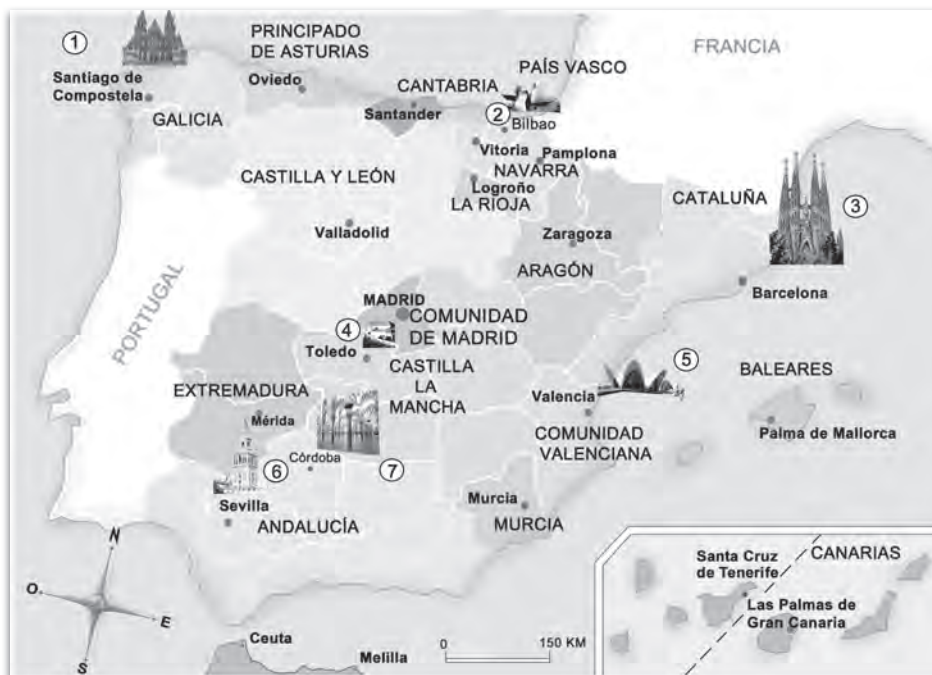 ①
PRINCIPADO
DE ASTURIAS
FRANCIA
Santiago de
Compostela
Oviedo
CANTABRIA
PAÍS VASCO
GALICIA
Santander
②
Bilbao
Vitoria
Pamplona
NAVARRA
CASTILLA Y LEÓN
Logroño
LA RIOJA
CATALUÑA
③
Valladolid
Zaragoza
ARAGÓN
PORTUGAL
MADRID
Barcelona
④
COMUNIDAD
DE MADRID
Toledo
⑤
CASTILLA
LA
MANCHA
BALEARES
EXTREMADURA
Valencia
Mérida
Palma de Mallorca
COMUNIDAD
VALENCIANA
⑥
Córdoba
⑦
Sevilla
Murcia
ANDALUCÍA
MURCIA
N
O
E
S
Santa Cruz
de Tenerife
CANARIAS
Las Palmas de
Gran Canaria
Ceuta
0
150 KM
Melilla